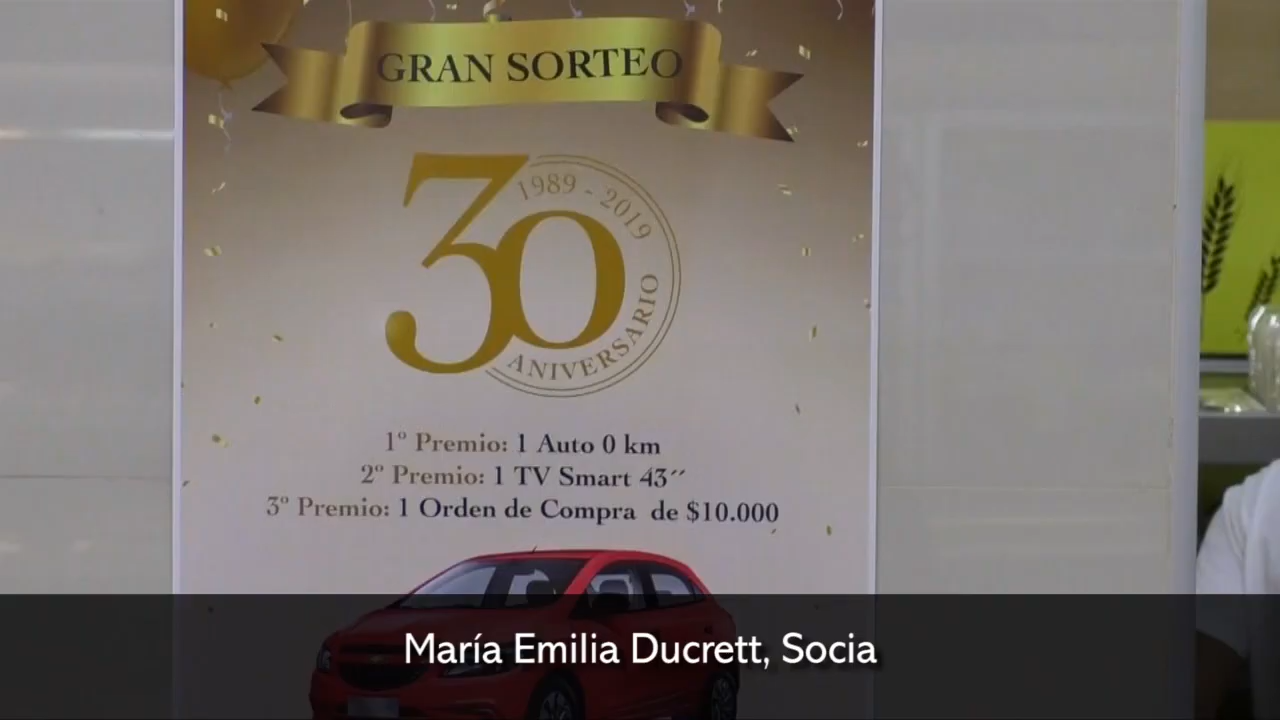 GRAN SORTEO
30
1989 - 2019
ANIVERSARIO
1º Premio: 1 Auto 0 km
2º Premio: 1 TV Smart 43´´
3º Premio: 1 Orden de Compra de $10.000
María Emilia Ducrett, Socia